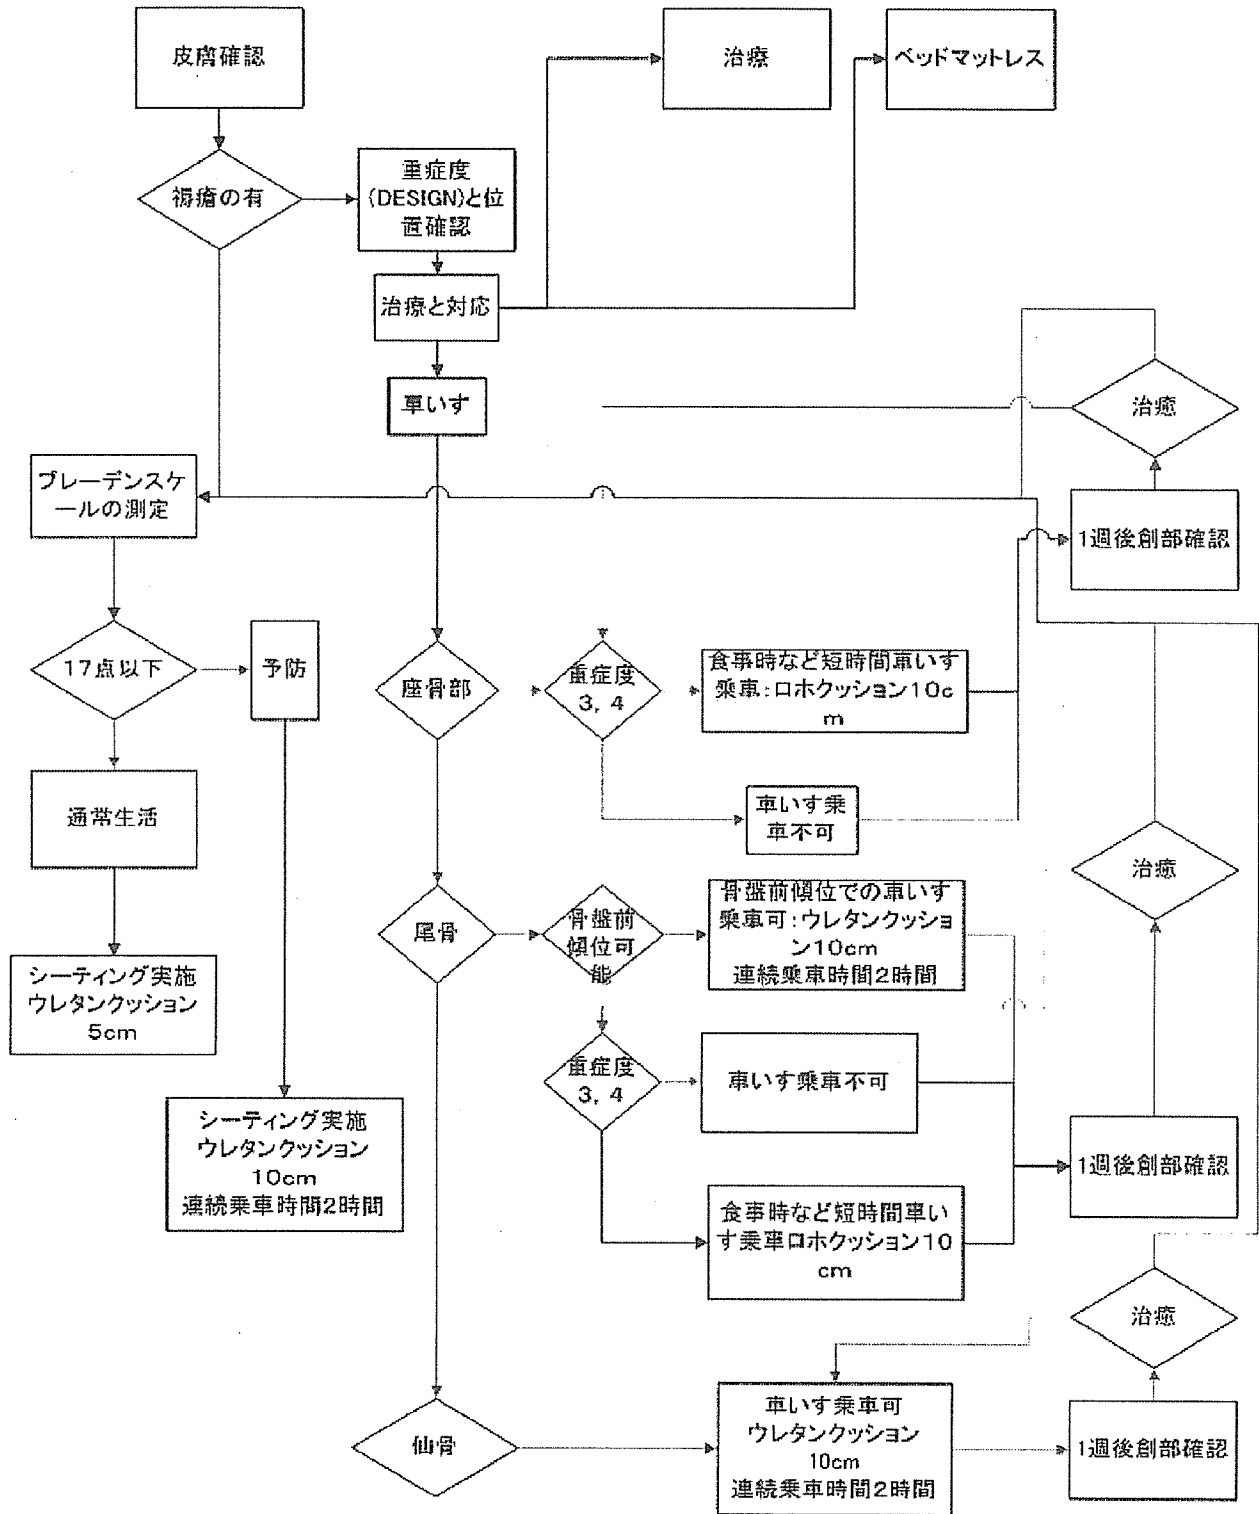 皮膚確認
治療
ベッドマットレス
褥瘡の有
重症度
(DESIGN)と位
置確認
治療と対応
車いす
治癒
ブレーデンスケ
ールの測定
1週後創部確認
17点以下
予防
座骨部
重症度
3, 4
食事時など短時間車いす
乗車:ロホクッション10c
m
通常生活
車いす乗
車不可
治癒
尾骨
骨盤前
傾位可
能
骨盤前傾位での車いす
乗車可:ウレタンクッショ
ン10cm
連続乗車時間2時間
シーティング実施
ウレタンクッション
5cm
重症度
3, 4
車いす乗車不可
シーティング実施
ウレタンクッション
10cm
連続乗車時間2時間
1週後創部確認
食事時など短時間車い
す乗車ロホクッション10
cm
治癒
仙骨
車いす乗車可
ウレタンクッション
10cm
連続乗車時間2時間
1週後創部確認